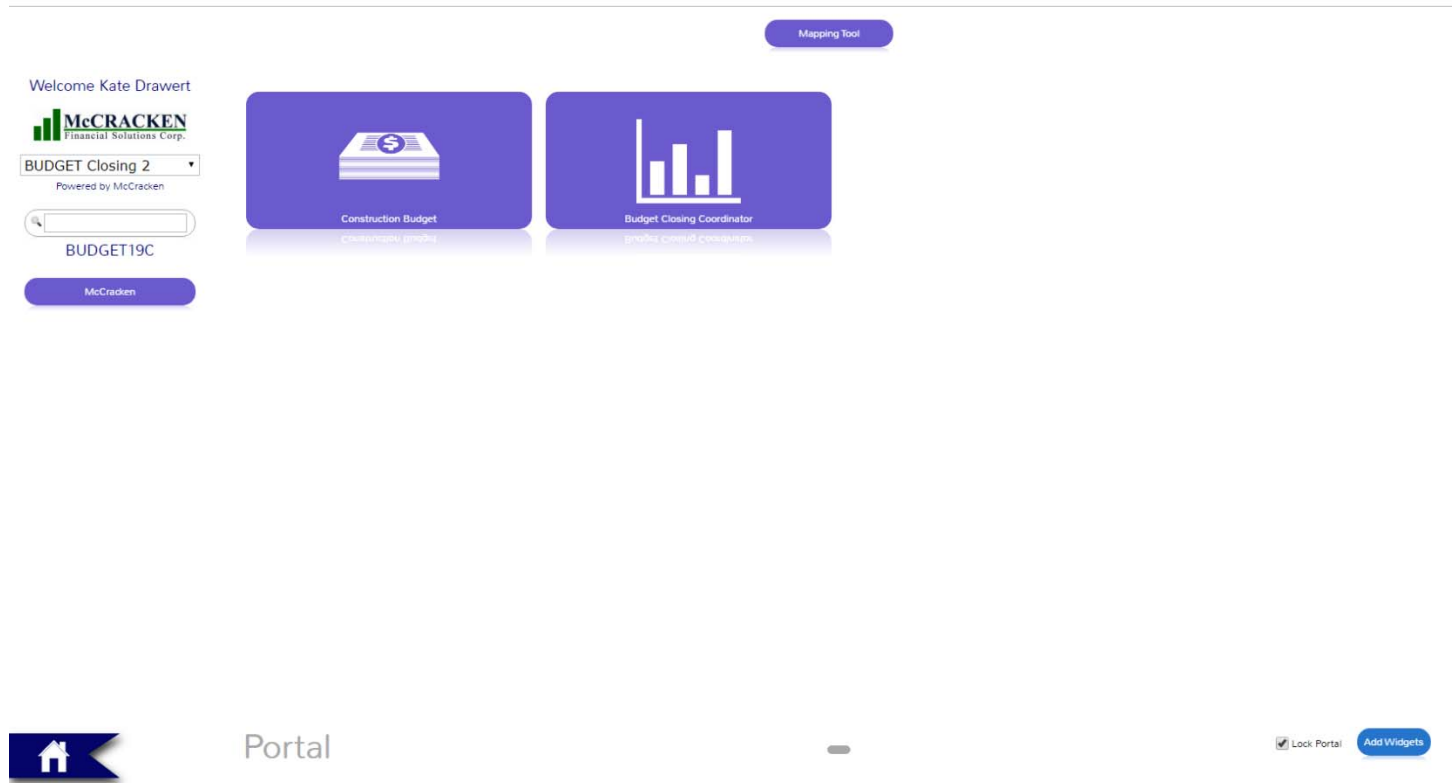 Mapping Tool
Welcome Kate Drawert
McCRACKEN
Financial Solutions Corp.
BUDGET Closing 2
Powered by McCracken
BUDGET19C
McCracken
$
Construction Budget
Budget Closing Coordinator
Portal
Lock Portal
Add Widgets